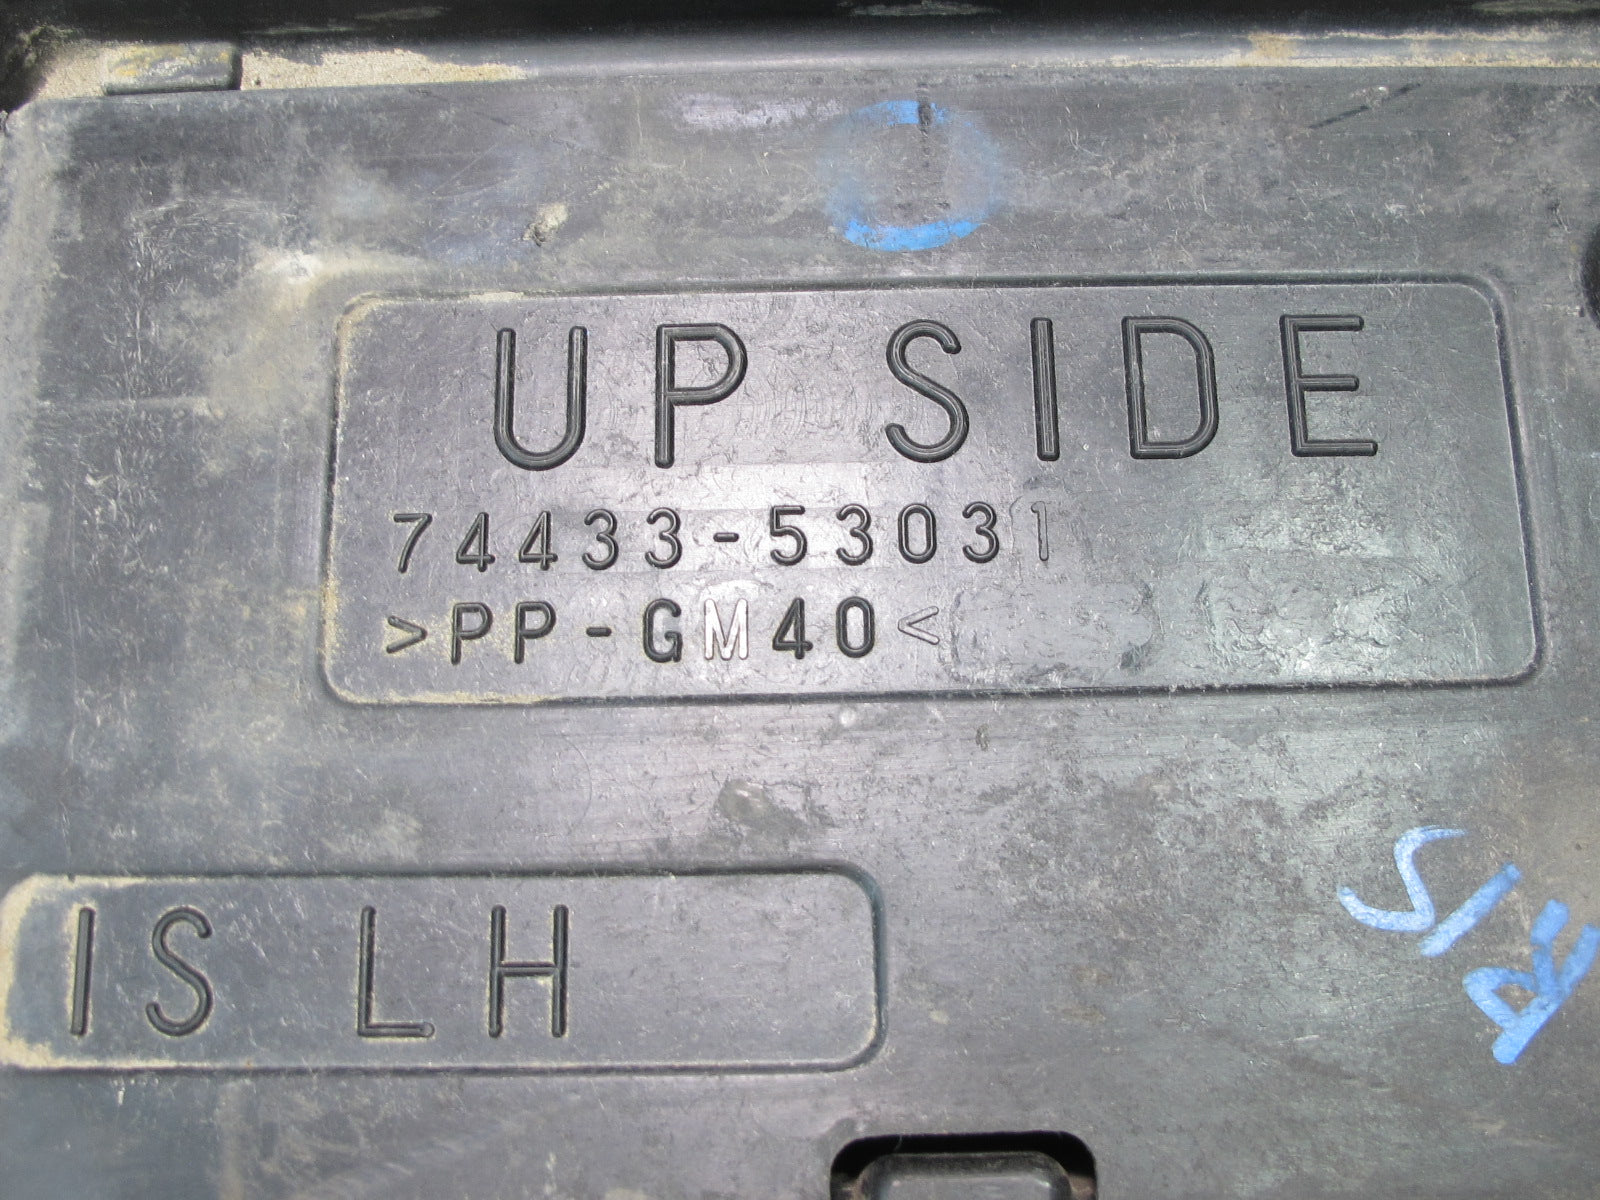 UP SIDE
74433-53031
>PP-GM40<
IS LH